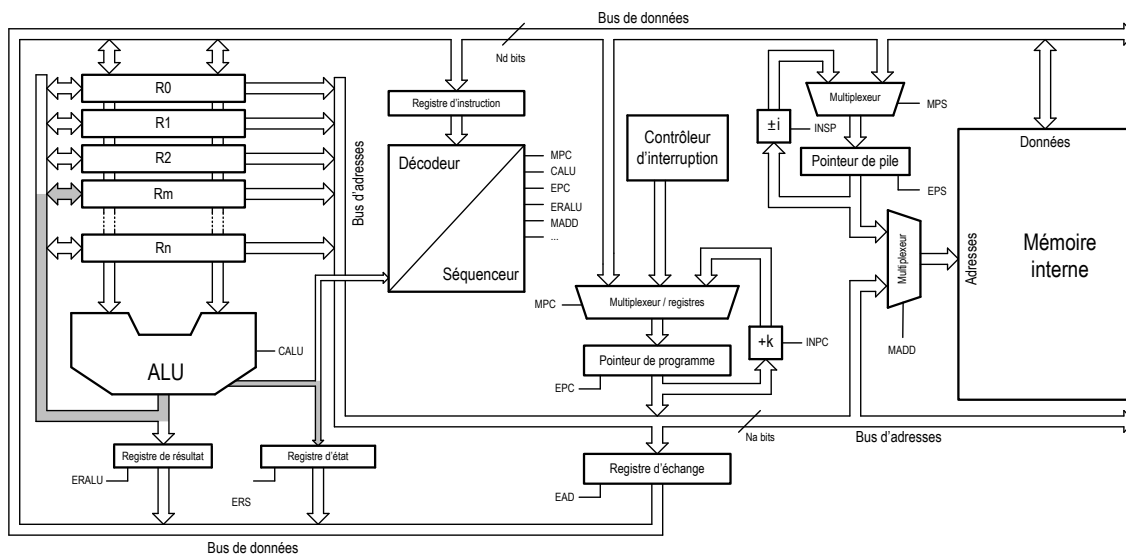 Bus de données
Nd bits
R0
R1
R2
Rm
Rn
Bus d'adresses
Registre d'instruction
Décodeur
Séquenceur
MPC
CALU
EPC
ERALU
MADD
...
Contrôleur
d'interruption
Multiplexeur
MPS
±i
INSP
Pointeur de pile
EPS
Données
Multiplexeur
MADD
Adresses
Mémoire
interne
MPC
Multiplexeur / registres
+k
INPC
Pointeur de programme
EPC
ALU
CALU
Na bits
Bus d'adresses
Registre de résultat
ERALU
Registre d'état
ERS
Registre d'échange
EAD
Bus de données